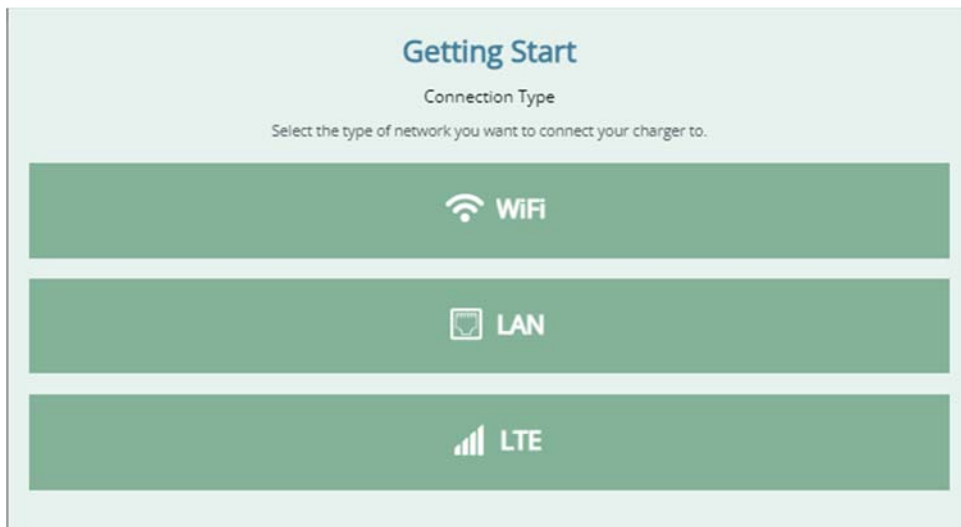 Getting Start
Connection Type
Select the type of network you want to connect your charger to.
WiFi
LAN
LTE